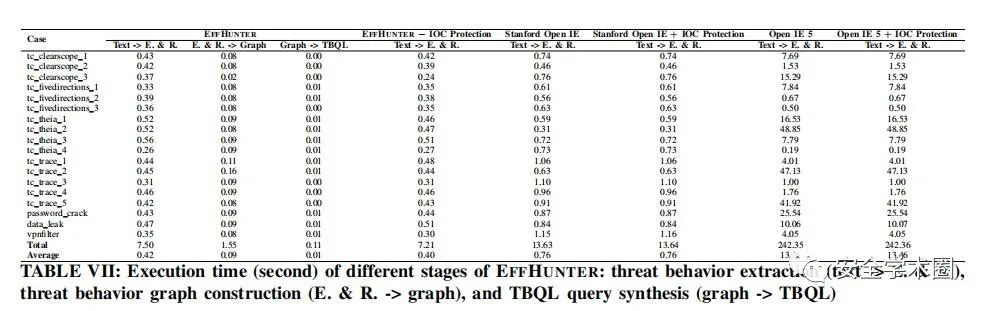 Case EFFHUNTER EFFHUNTER − IOC Protection Stanford Open IE Stanford Open IE + IOC Protection Open IE 5 Open IE 5 + IOC Protection
Text -> E. & R. E. & R. -> Graph Graph -> TBQL Text -> E. & R. Text -> E. & R. Text -> E. & R. Text -> E. & R. Text -> E. & R.
tc_clearscope_1 0.43 0.08 0.00 0.42 0.74 0.74 7.69 7.69
tc_clearscope_2 0.42 0.08 0.00 0.39 0.46 0.46 1.53 1.53
tc_clearscope_3 0.37 0.02 0.00 0.24 0.76 0.76 15.29 15.29
tc_fivedirections_1 0.33 0.08 0.01 0.35 0.61 0.61 7.84 7.84
tc_fivedirections_2 0.39 0.08 0.01 0.38 0.56 0.56 0.67 0.67
tc_fivedirections_3 0.36 0.08 0.00 0.35 0.63 0.63 0.50 0.50
tc_theia_1 0.52 0.09 0.01 0.46 0.59 0.59 16.53 16.53
tc_theia_2 0.52 0.08 0.01 0.47 0.31 0.31 48.85 48.85
tc_theia_3 0.56 0.09 0.01 0.51 0.72 0.72 7.79 7.79
tc_theia_4 0.26 0.09 0.01 0.27 0.73 0.73 0.19 0.19
tc_trace_1 0.44 0.11 0.01 0.48 1.06 1.06 4.01 4.01
tc_trace_2 0.45 0.16 0.01 0.44 0.63 0.63 47.13 47.13
tc_trace_3 0.31 0.09 0.00 0.31 1.10 1.10 1.00 1.00
tc_trace_4 0.46 0.09 0.00 0.46 0.96 0.96 1.76 1.76
tc_trace_5 0.42 0.08 0.00 0.43 0.91 0.91 41.92 41.92
password_crack 0.43 0.09 0.01 0.44 0.87 0.87 25.54 25.54
data_leak 0.47 0.09 0.01 0.51 0.84 0.84 10.06 10.07
vpnfilter 0.35 0.08 0.01 0.30 1.15 1.16 4.05 4.05
Total 7.50 1.55 0.11 7.21 13.63 13.64 242.35 242.36
Average 0.42 0.09 0.01 0.40 0.76 0.76
安全学术圈
TABLE VII: Execution time (second) of different stages of EFFHUNTER: threat behavior extraction
threat behavior graph construction (E. & R. -> graph), and TBQL query synthesis (graph -> TBQL)